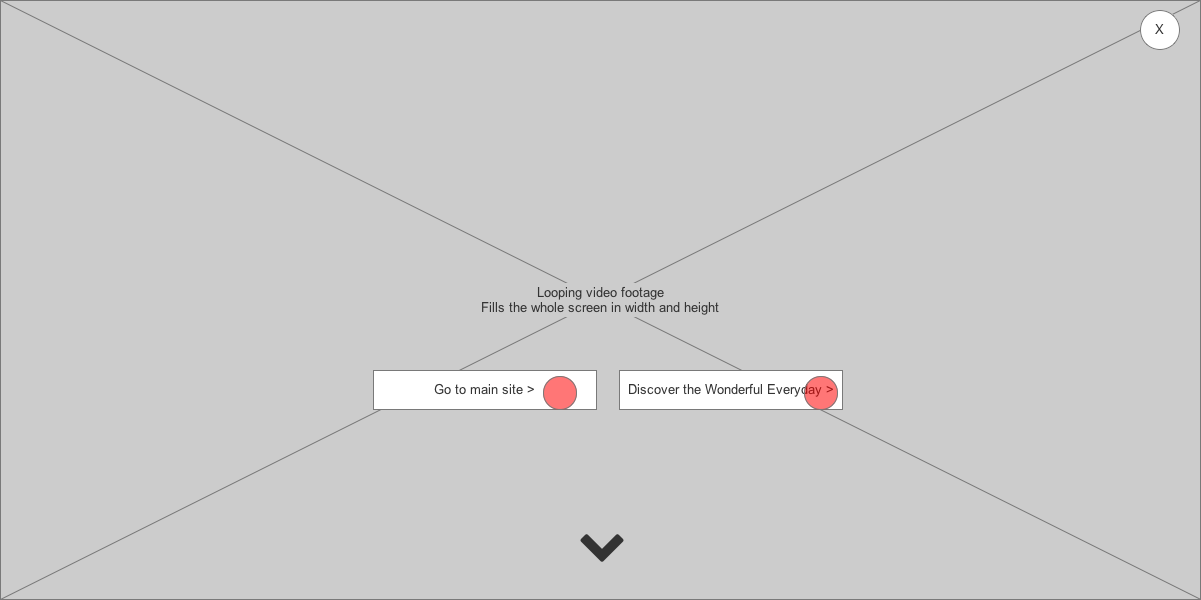 X
Looping video footage
Fills the whole screen in width and height
Go to main site >
Discover the Wonderful Everyday >